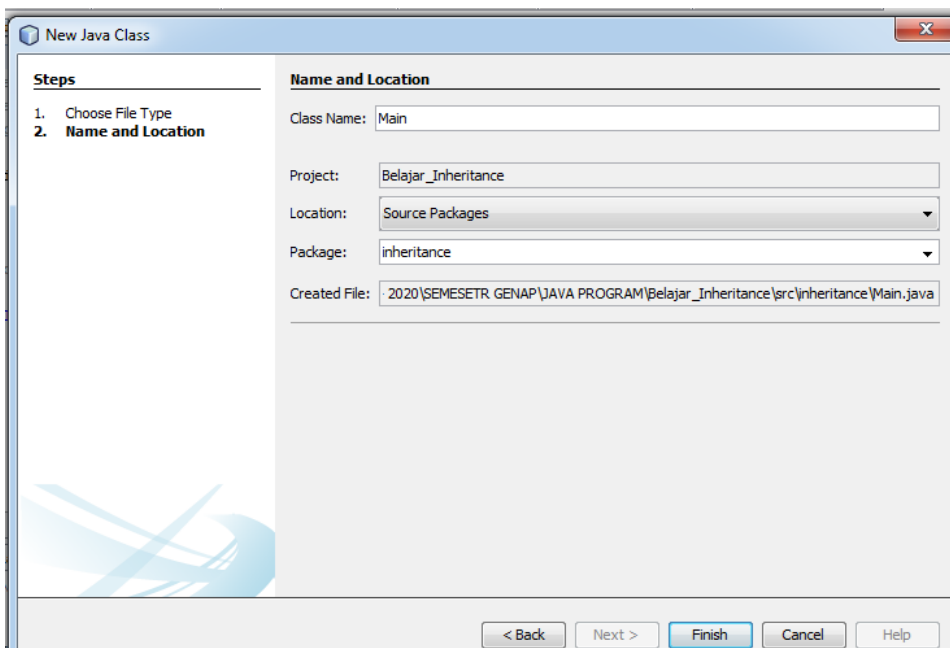 New Java Class
Steps
1. Choose File Type
2. Name and Location
Name and Location
Class Name: Main
Project: Belajar_Inheritance
Location: Source Packages
Package: inheritance
Created File: 2020\SEMESETR GENAP\JAVA PROGRAM\Belajar_Inheritance\src\inheritance\Main.java
< Back Next > Finish Cancel Help